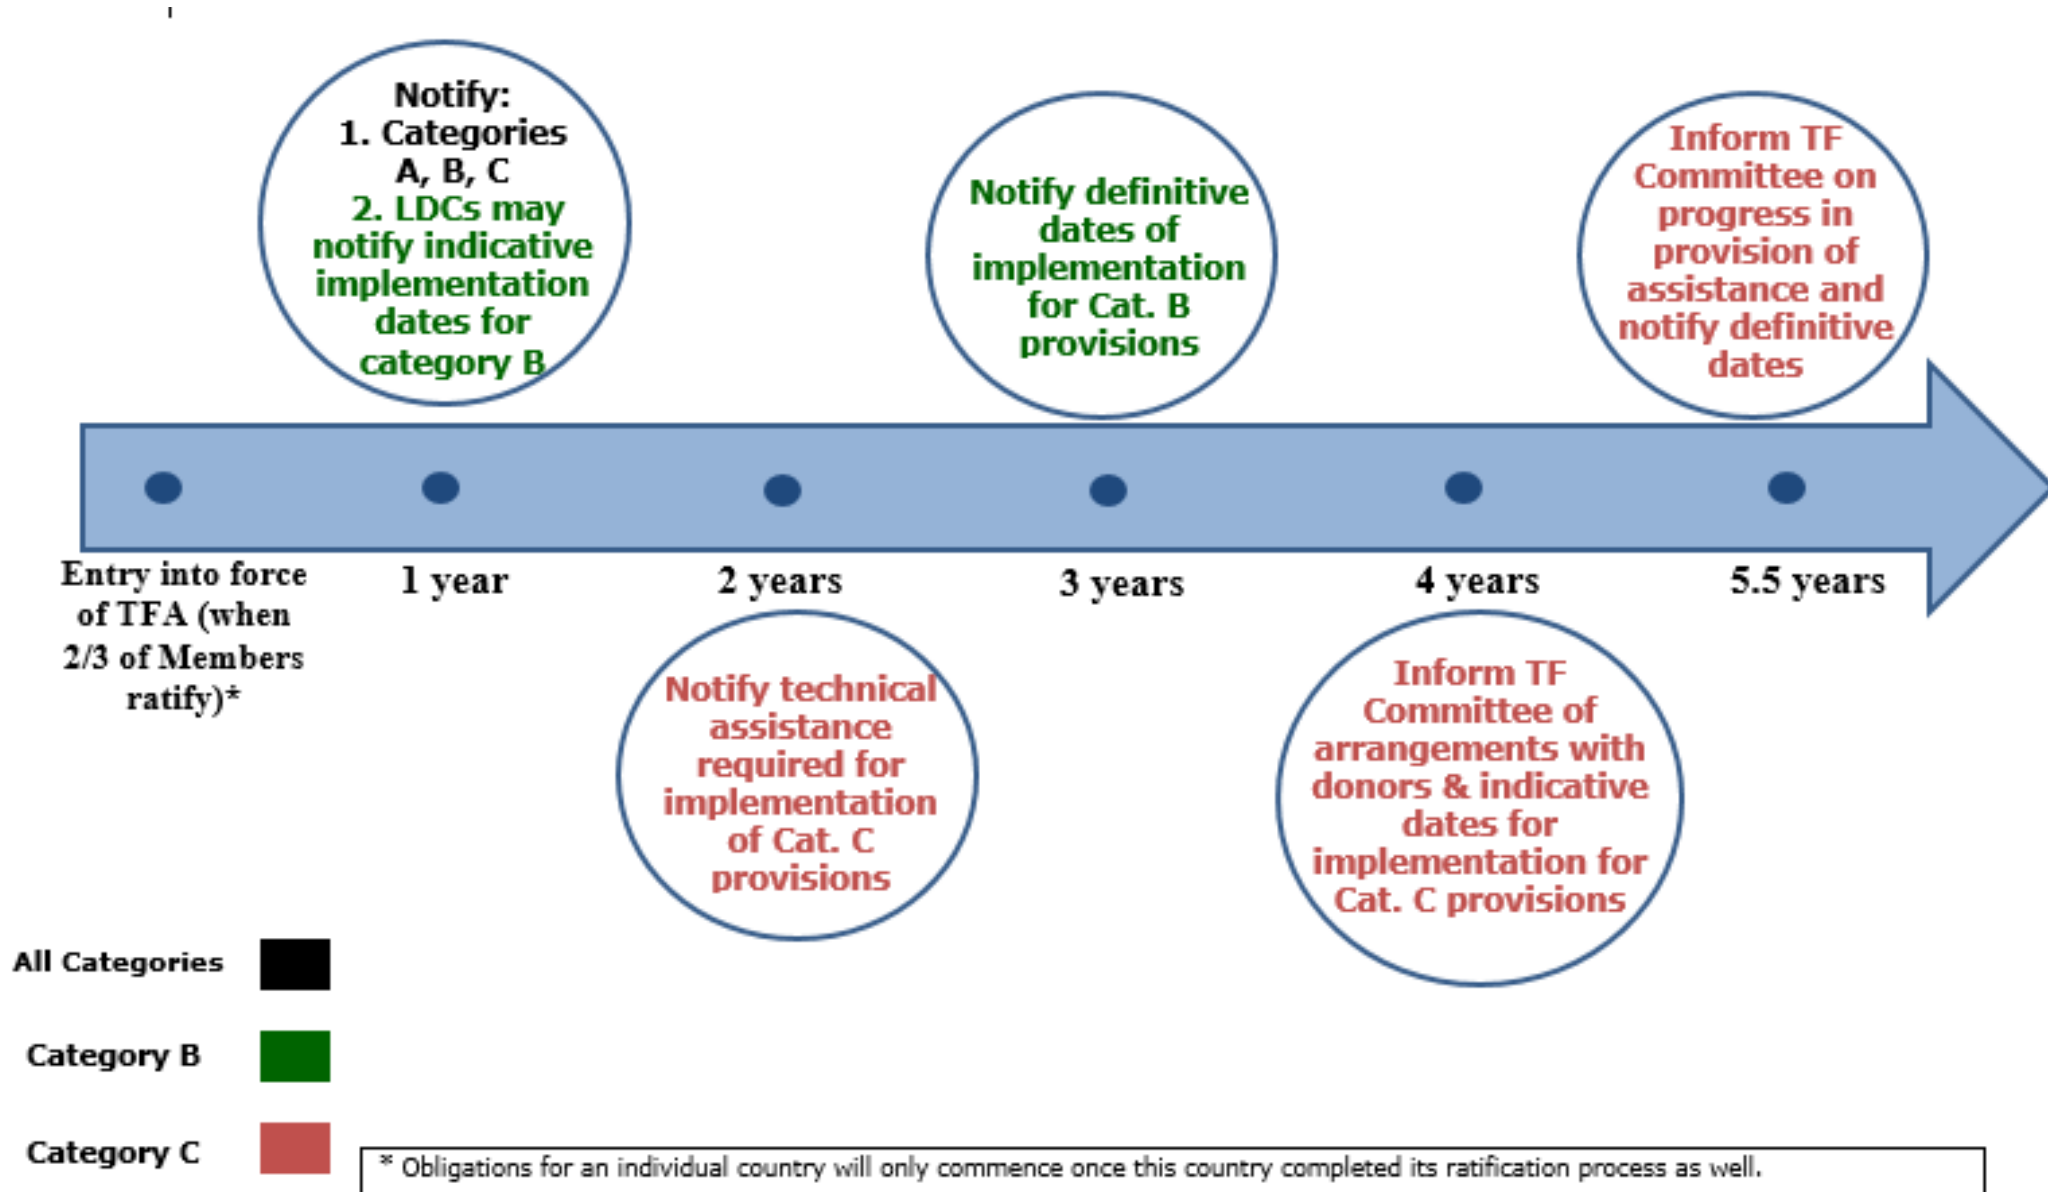 Notify:
1. Categories
A, B, C
2. LDCs may
notify indicative
implementation
dates for
category B
Notify definitive
dates of
implementation
for Cat. B
provisions
Inform TF
Committee on
progress in
provision of
assistance and
notify definitive
dates
Entry into force
of TFA (when
2/3 of Members
ratify)*
1 year
2 years
3 years
4 years
5.5 years
Notify technical
assistance
required for
implementation
of Cat. C
provisions
Inform TF
Committee of
arrangements with
donors & indicative
dates for
implementation for
Cat. C provisions
All Categories
Category B
Category C
* Obligations for an individual country will only commence once this country completed its ratification process as well.